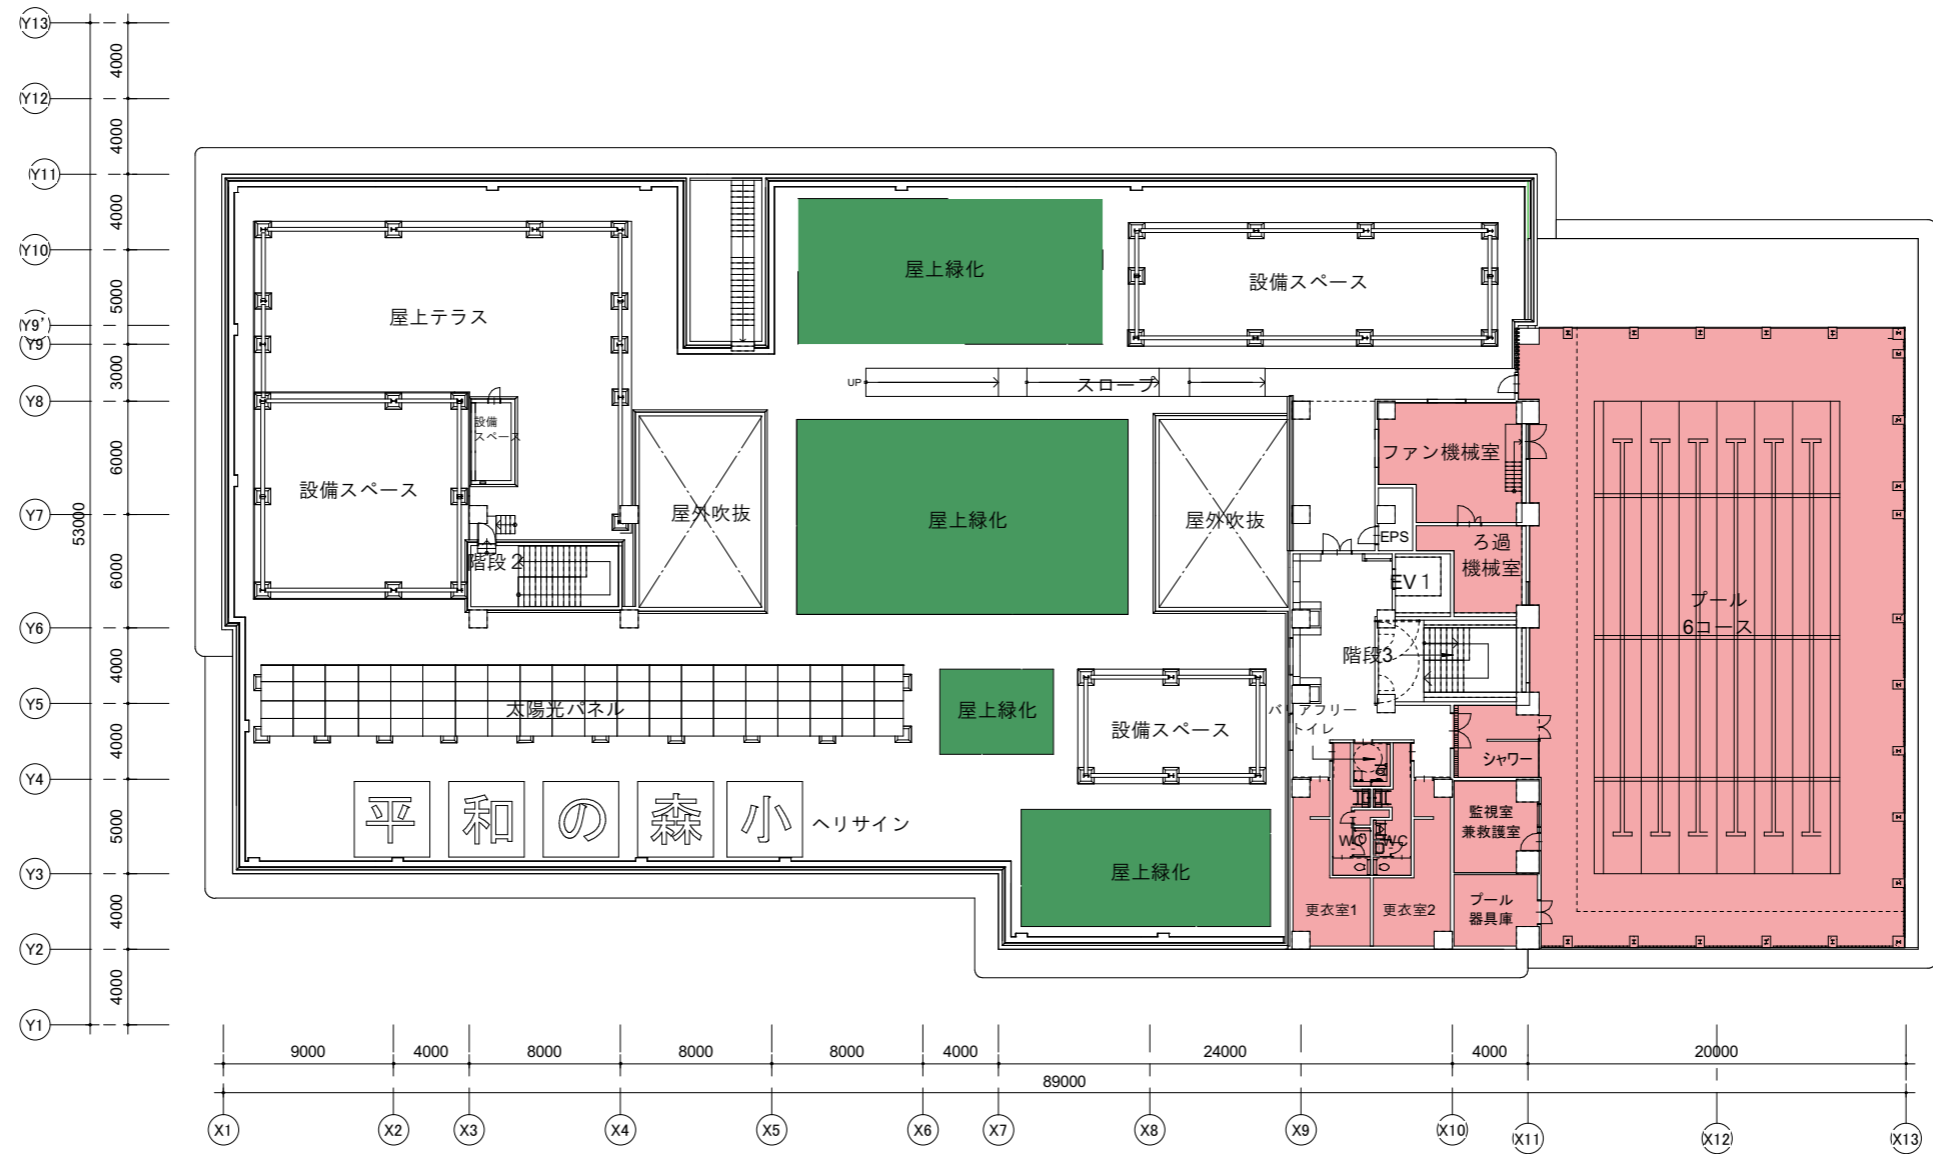 Y13
4000
Y12
4000
Y11
4000
Y10
5000
Y9'
Y9
3000
Y8
6000
Y7
53000
6000
Y6
4000
Y5
4000
Y4
5000
Y3
4000
Y2
4000
Y1
屋上緑化
設備スペース
屋上テラス
UP
スロープ
設備
スペース
設備スペース
屋外吹抜
屋上緑化
屋外吹抜
ファン機械室
EPS
ろ過
機械室
階段2
EV1
プール
6コース
階段3
太陽光パネル
屋上緑化
設備スペース
バリアフリー
トイレ
シャワー
平和の森小
ヘリサイン
監視室
兼救護室
WC
WC
屋上緑化
更衣室1
更衣室2
プール
器具庫
9000
4000
8000
8000
8000
4000
24000
4000
20000
89000
X1
X2
X3
X4
X5
X6
X7
X8
X9
X10
X11
X12
X13